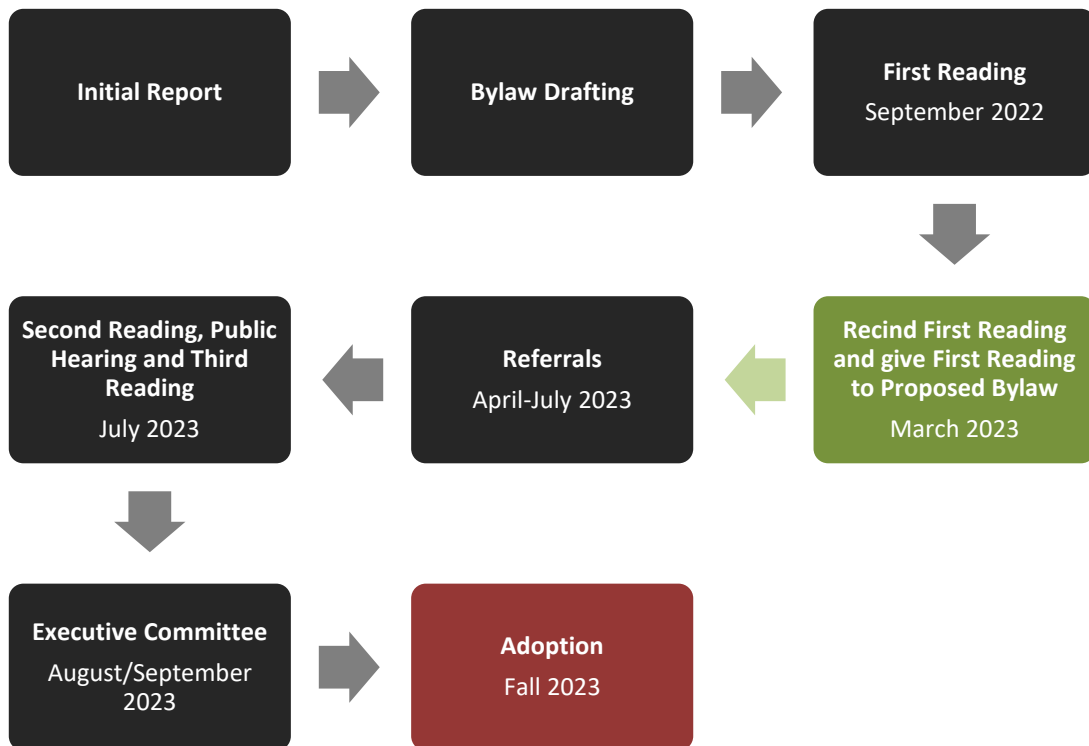 Initial Report
Bylaw Drafting
First Reading
September 2022
Recind First Reading
and give First Reading
to Proposed Bylaw
March 2023
Referrals
April-July 2023
Second Reading, Public
Hearing and Third
Reading
July 2023
Executive Committee
August/September
2023
Adoption
Fall 2023